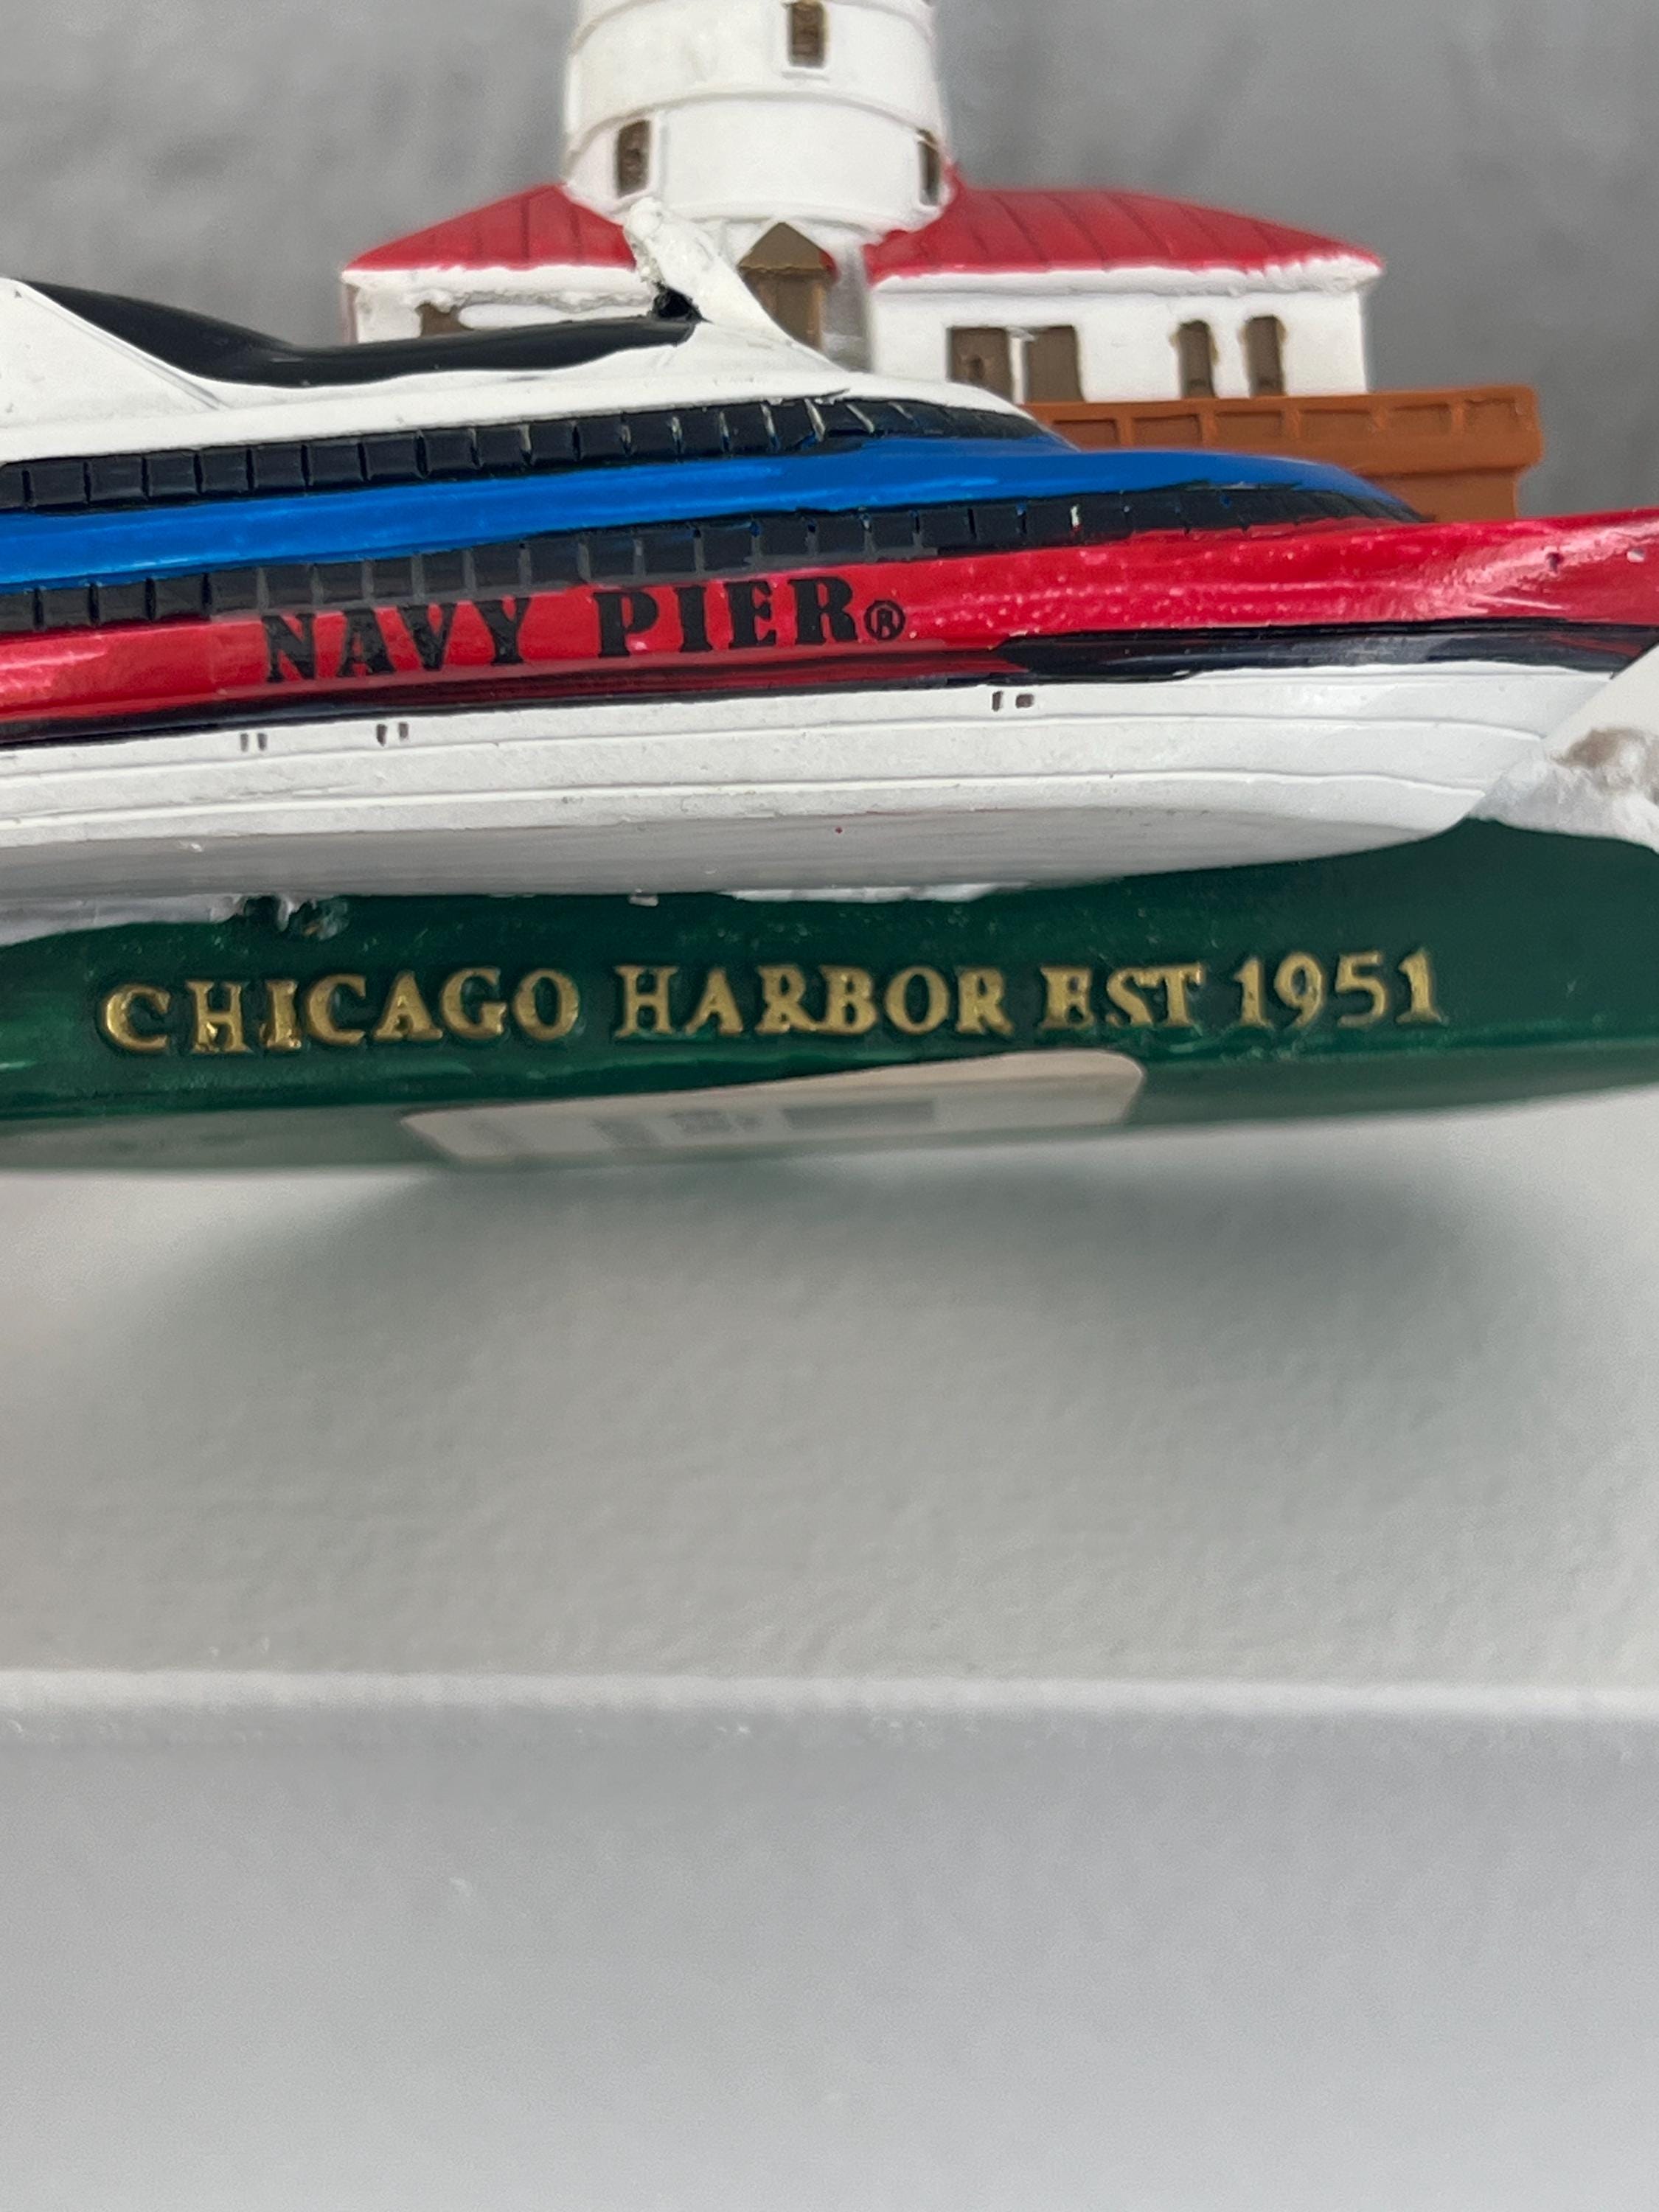 NAVY PIER®
CHICAGO HARBOR EST 1951